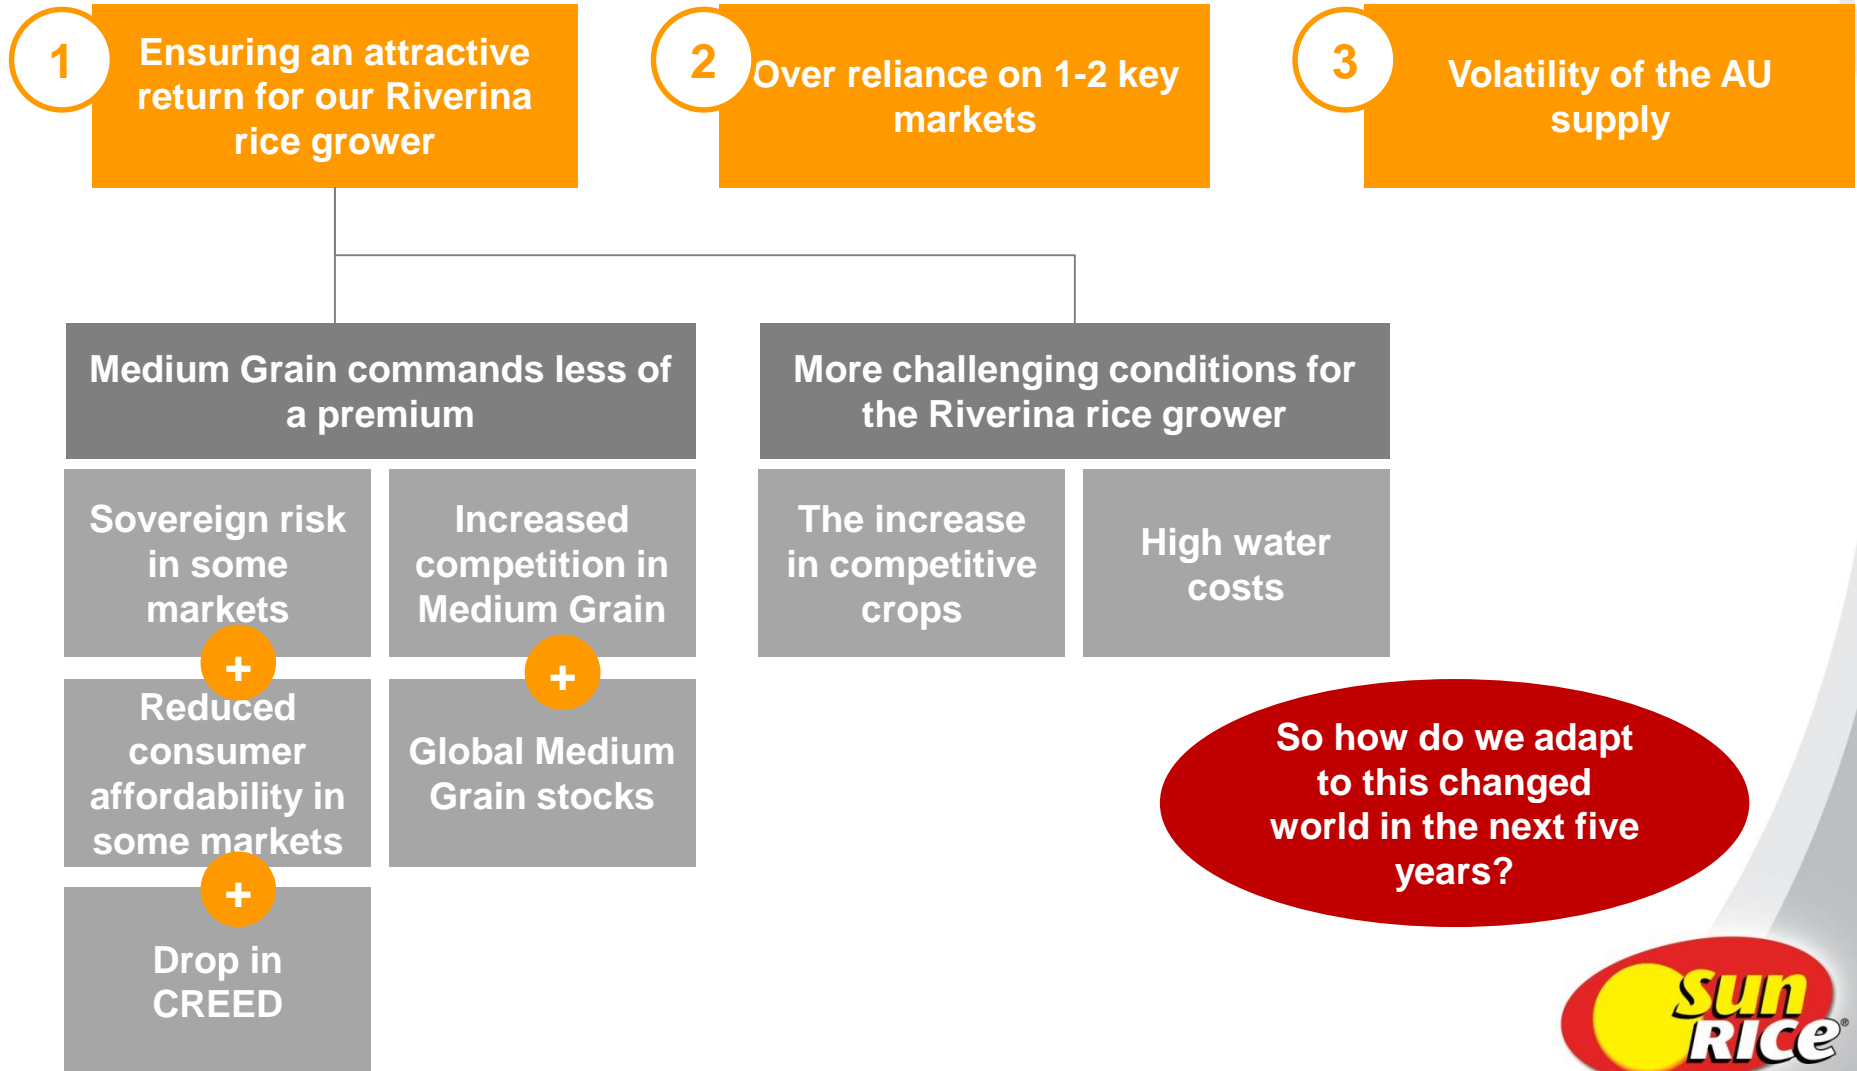 1
Ensuring an attractive
return for our Riverina
rice grower
2
Over reliance on 1-2 key
markets
3
Volatility of the AU
supply
Medium Grain commands less of
a premium
More challenging conditions for
the Riverina rice grower
Sovereign risk
in some
markets
Increased
competition in
Medium Grain
The increase
in competitive
crops
High water
costs
+
+
Reduced
consumer
affordability in
some markets
Global Medium
Grain stocks
+
Drop in
CREED
So how do we adapt
to this changed
world in the next five
years?
Sun
RICe®